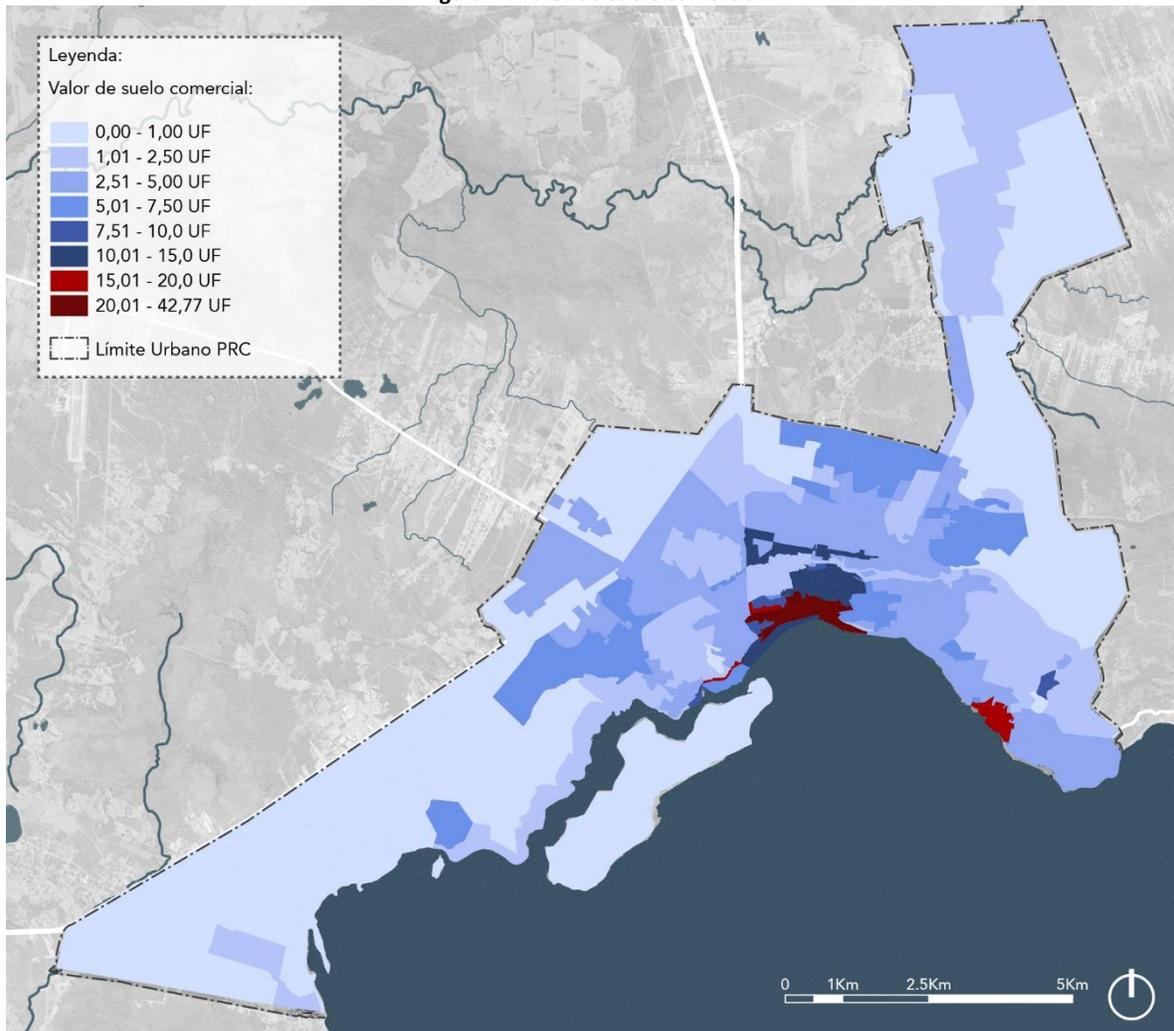 Leyenda:
Valor de suelo comercial:
0,00 - 1,00 UF
1,01 - 2,50 UF
2,51 - 5,00 UF
5,01 - 7,50 UF
7,51 - 10,0 UF
10,01 - 15,0 UF
15,01 - 20,0 UF
20,01 - 42,77 UF
Límite Urbano PRC
0 1Km 2.5Km 5Km